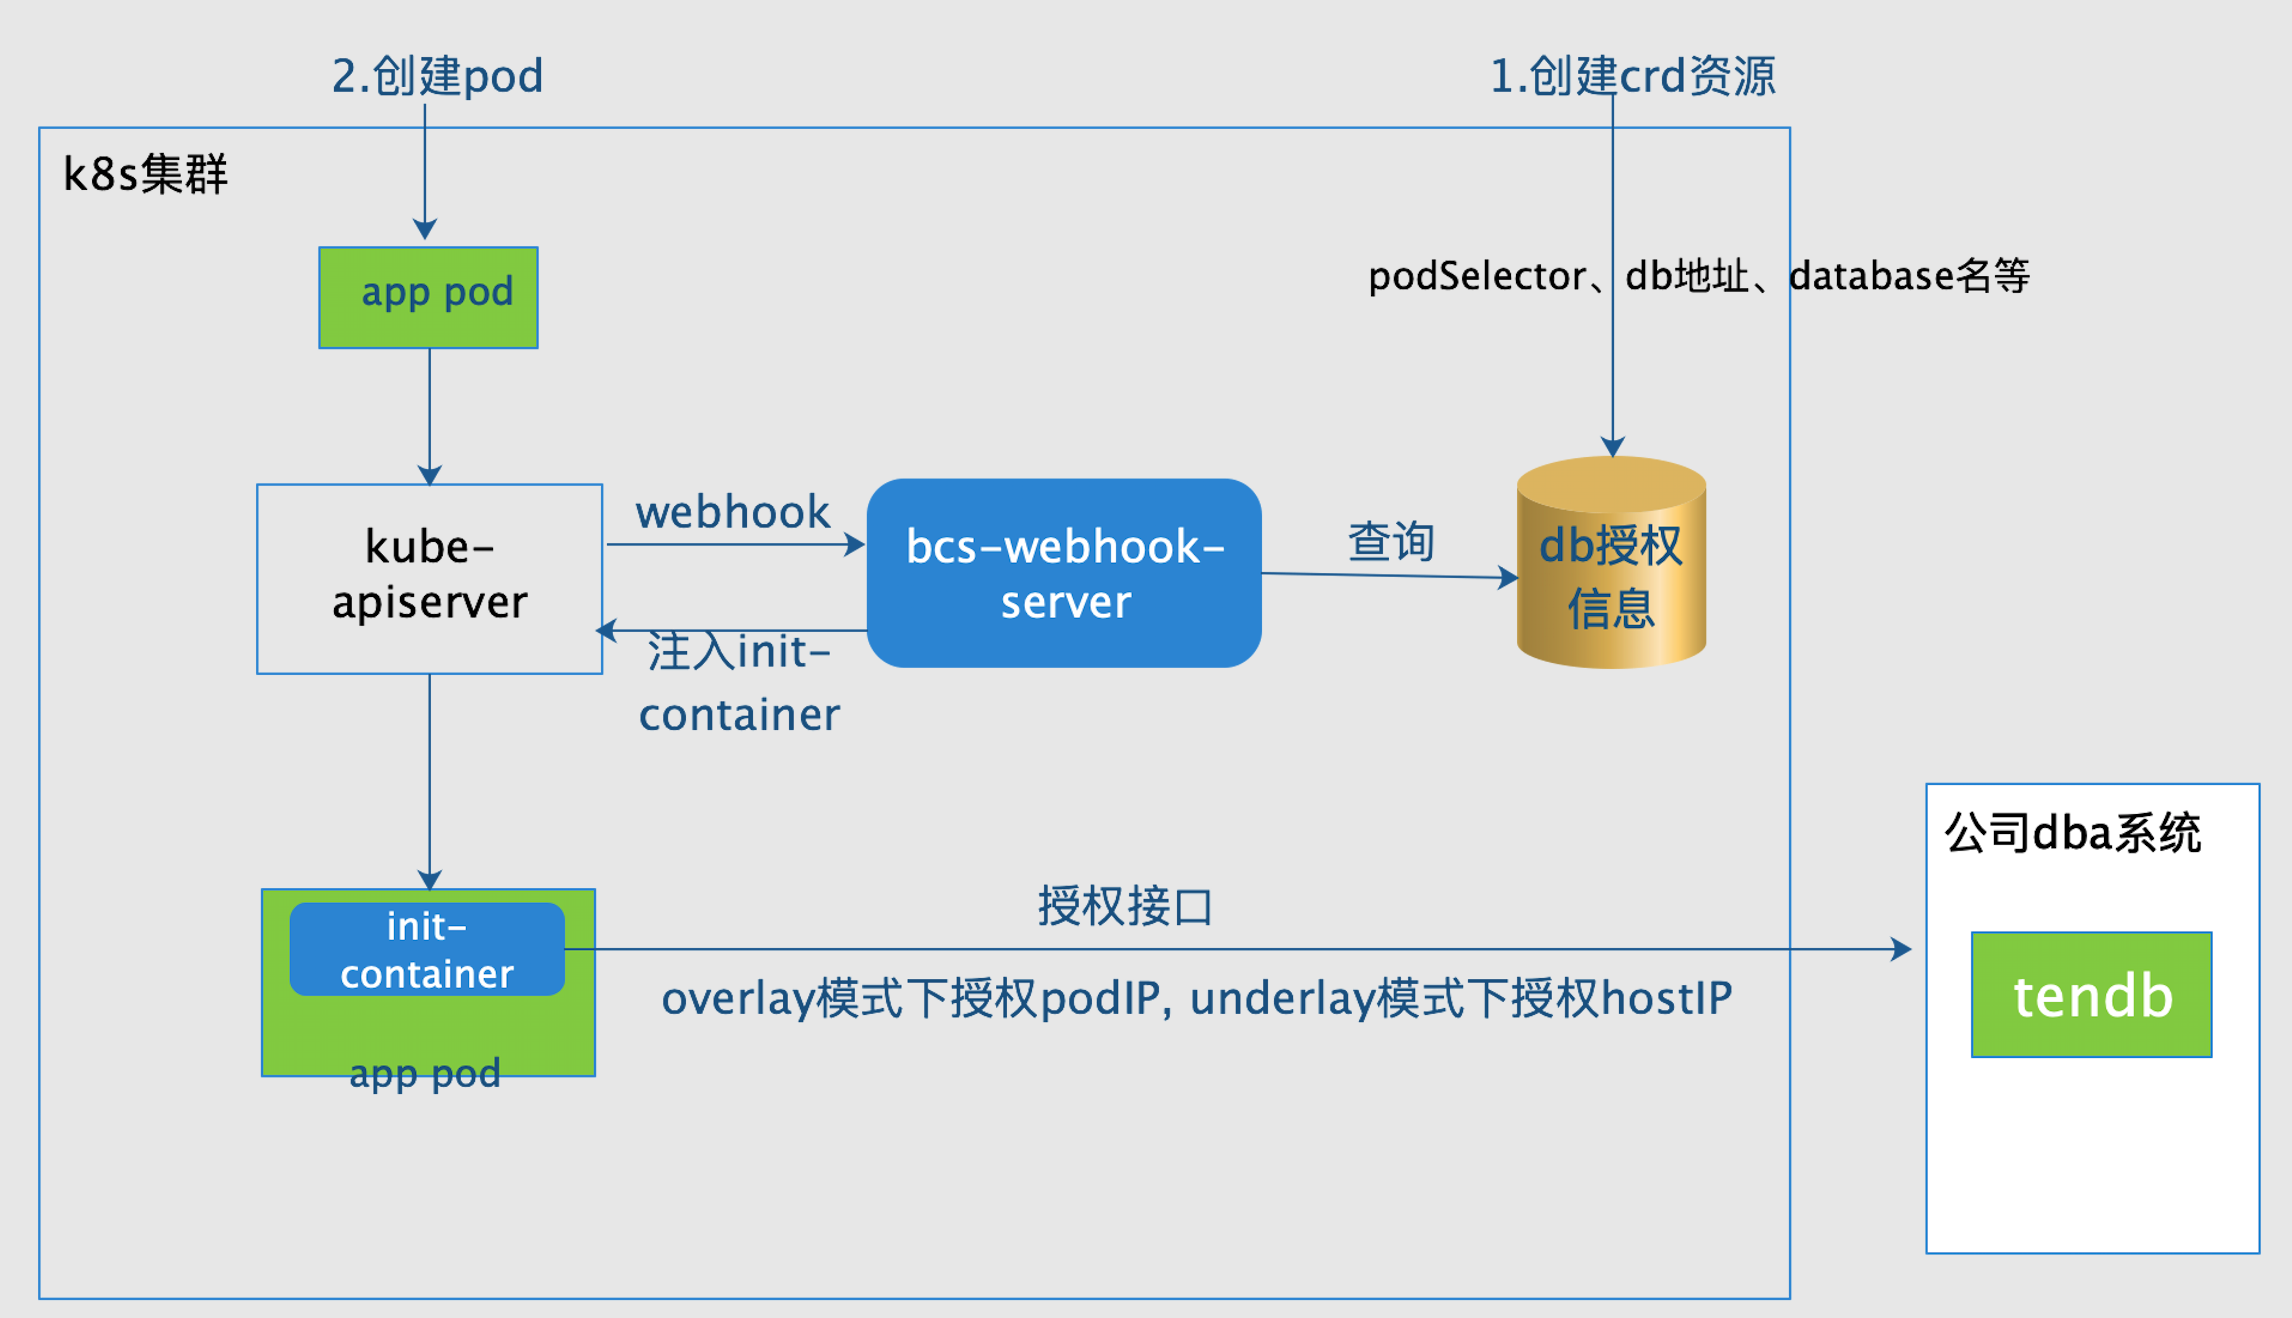 2.创建pod
1.创建crd资源
k8s集群
app pod
podSelector、db地址、database名等
kube-
apiserver
webhook
bcs-webhook-
server
查询
db授权
信息
注入init-
container
公司dba系统
init-
container
授权接口
overlay模式下授权podIP, underlay模式下授权hostIP
tendb
app pod